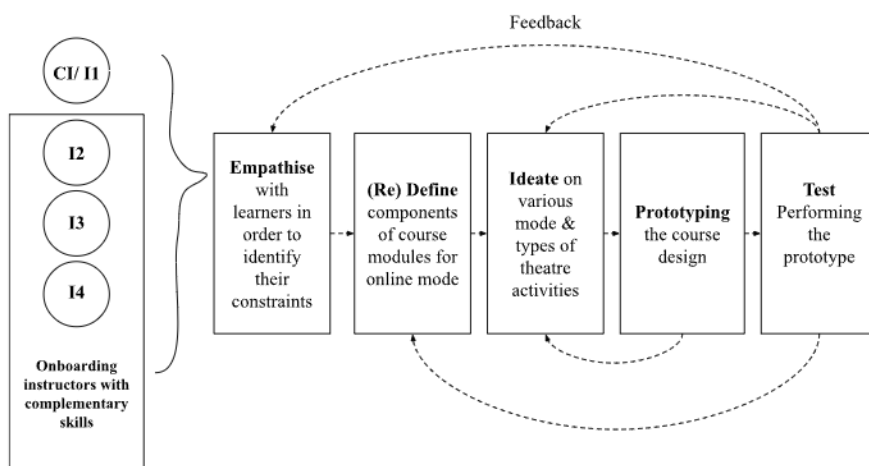 Feedback
CI/ I1
I2
I3
I4
Onboarding
instructors with
complementary
skills
Empathise
with
learners in
order to
identify
their
constraints
(Re) Define
components
of course
modules for
online mode
Ideate on
various
mode &
types of
theatre
activities
Prototyping
the course
design
Test
Performing
the
prototype